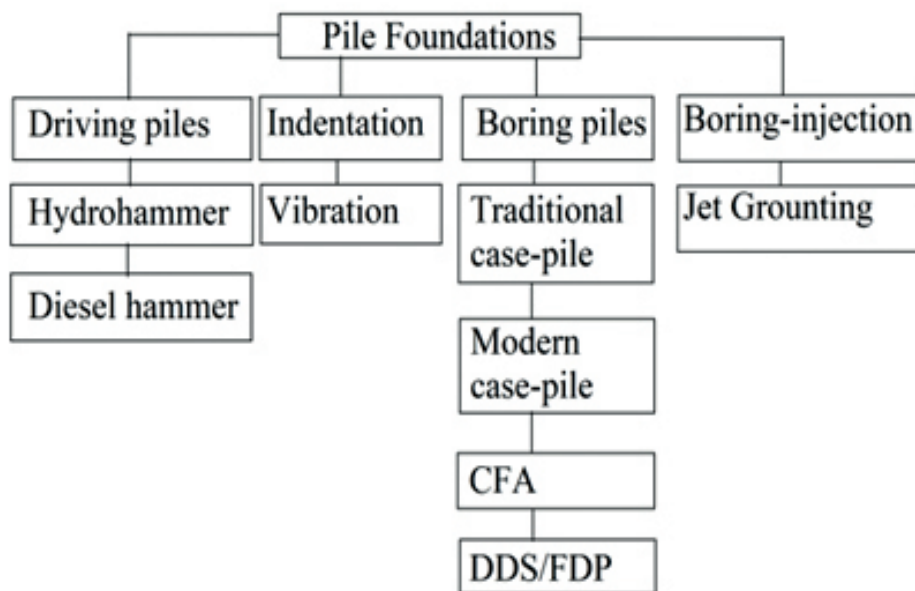 Pile Foundations
Driving piles
Hydrohammer
Diesel hammer
Indentation
Vibration
Boring piles
Traditional
case-pile
Modern
case-pile
CFA
DDS/FDP
Boring-injection
Jet Grounting